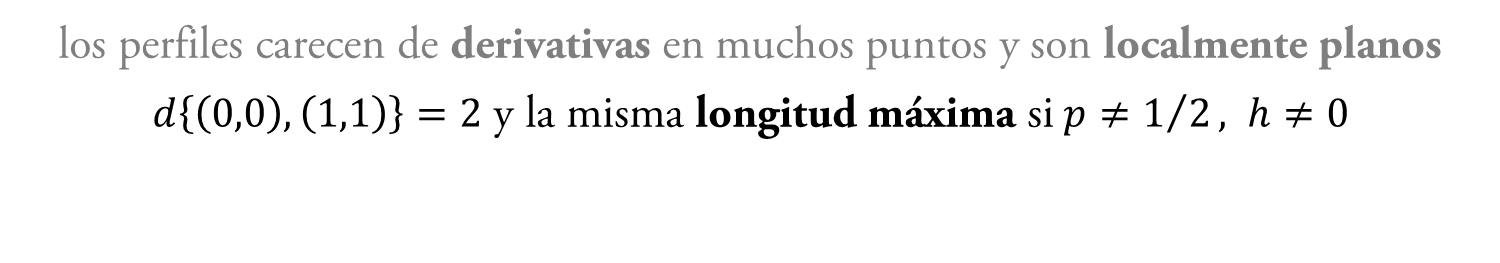 los perfiles carecen de derivativas en muchos puntos y son localmente planos
d{(0,0), (1,1)} = 2 y la misma longitud máxima si p ≠ 1/2, h ≠ 0